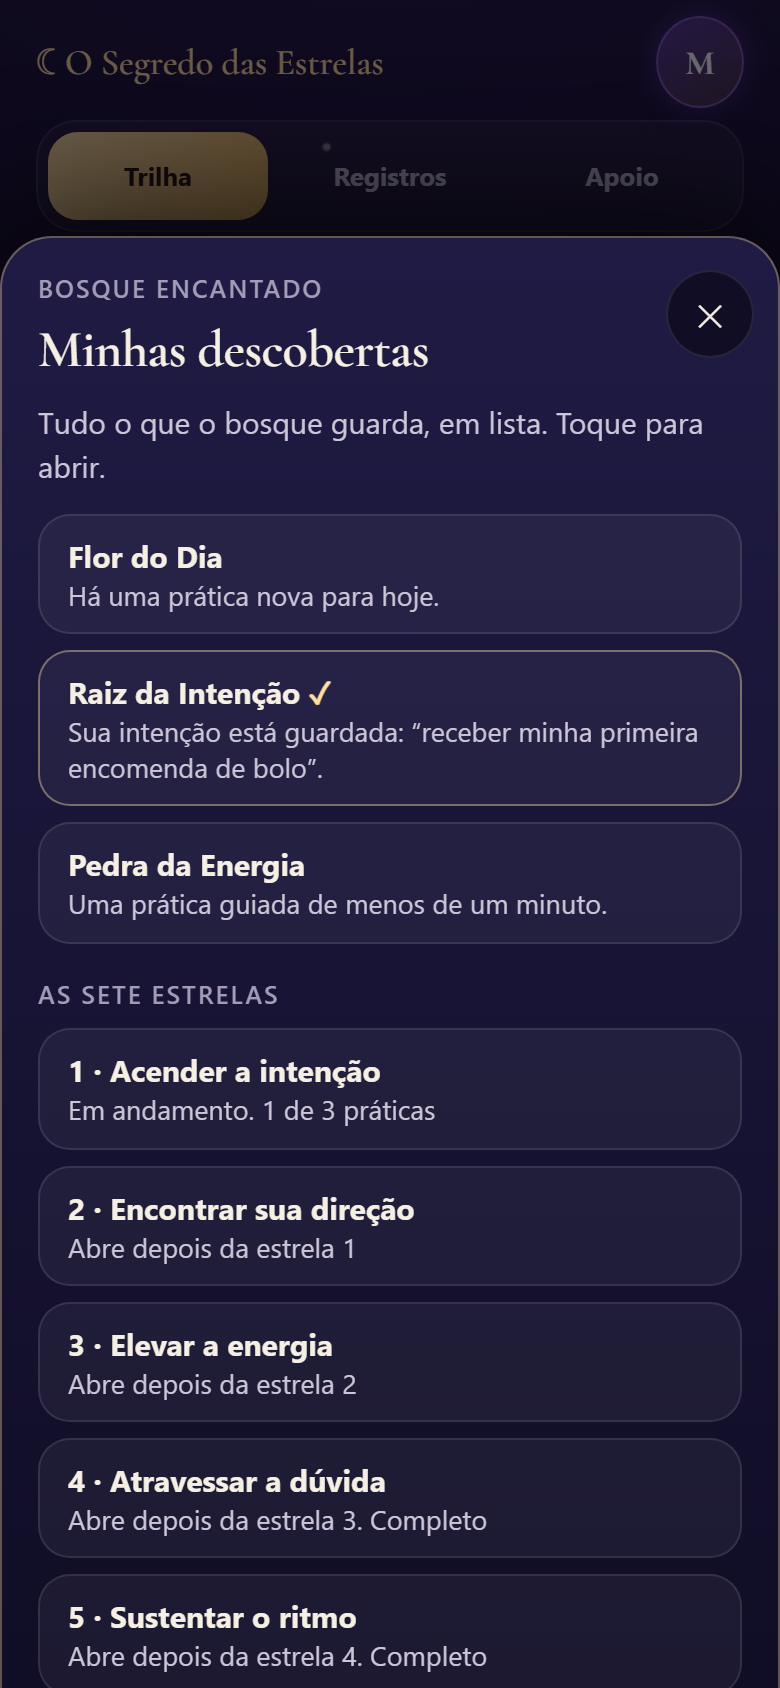 ☾ O Segredo das Estrelas
M
Trilha
Registros
Apoio
BOSQUE ENCANTADO
Minhas descobertas
Tudo o que o bosque guarda, em lista. Toque para
abrir.
Flor do Dia
Há uma prática nova para hoje.
Raiz da Intenção ✓
Sua intenção está guardada: “receber minha primeira
encomenda de bolo”.
Pedra da Energia
Uma prática guiada de menos de um minuto.
AS SETE ESTRELAS
1 · Acender a intenção
Em andamento. 1 de 3 práticas
2 · Encontrar sua direção
Abre depois da estrela 1
3 · Elevar a energia
Abre depois da estrela 2
4 · Atravessar a dúvida
Abre depois da estrela 3. Completo
5 · Sustentar o ritmo
Abre depois da estrela 4. Completo